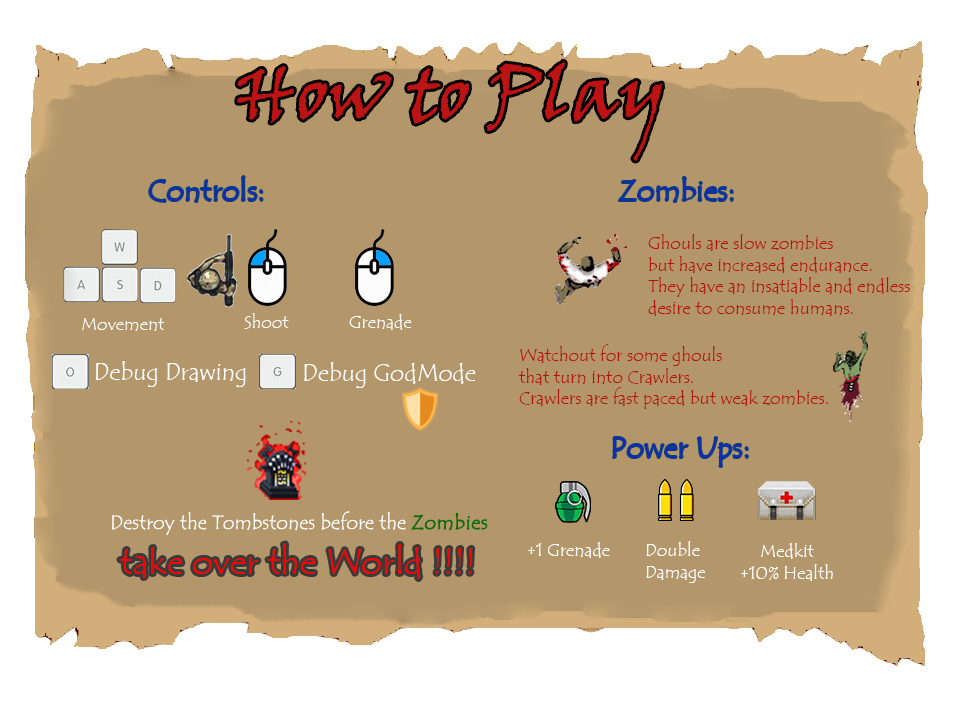 How to Play
Controls:
W
A S D
Movement
Shoot
Grenade
O Debug Drawing
G Debug GodMode
Destroy the Tombstones before the Zombies
take over the World !!!!
Zombies:
Ghouls are slow zombies
but have increased endurance.
They have an insatiable and endless
desire to consume humans.
Watchout for some ghouls
that turn into Crawlers.
Crawlers are fast paced but weak zombies.
Power Ups:
+1 Grenade
Double
Damage
Medkit
+10% Health